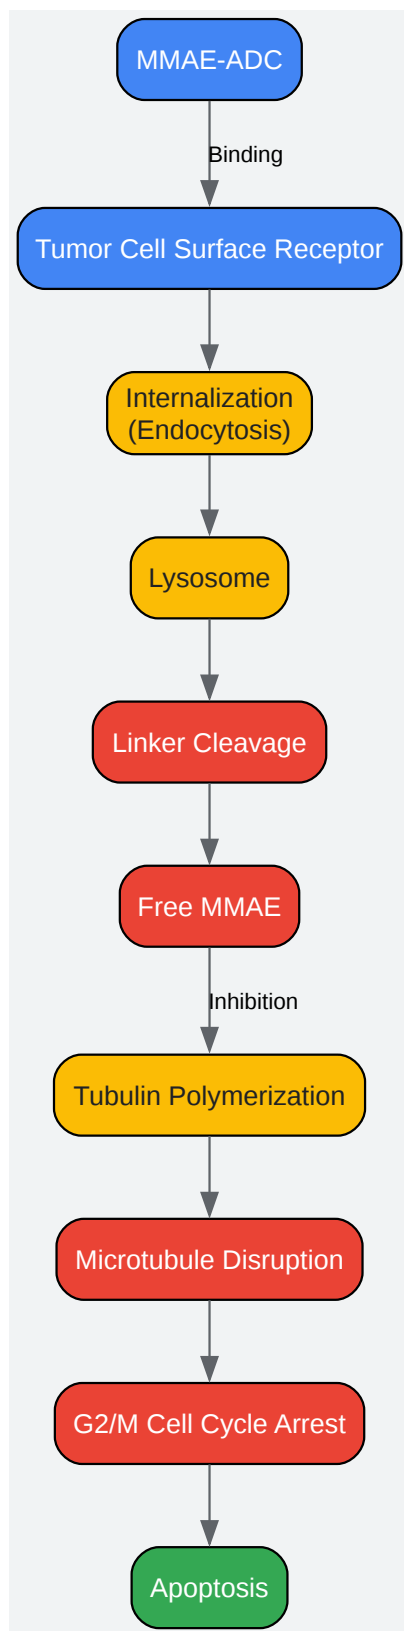 MMAE-ADC
Binding
Tumor Cell Surface Receptor
Internalization
(Endocytosis)
Lysosome
Linker Cleavage
Free MMAE
Inhibition
Tubulin Polymerization
Microtubule Disruption
G2/M Cell Cycle Arrest
Apoptosis